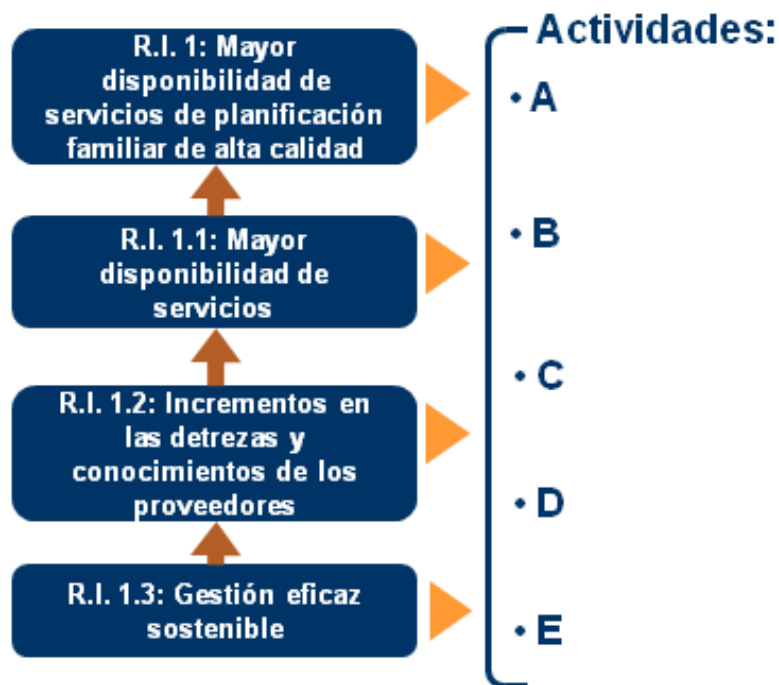 R.I. 1: Mayor
disponibilidad de
servicios de planificación
familiar de alta calidad
R.I. 1.1: Mayor
disponibilidad de
servicios
R.I. 1.2: Incrementos en
las detrezas y
conocimientos de los
proveedores
R.I. 1.3: Gestión eficaz
sostenible
Actividades:
• A
• B
• C
• D
• E